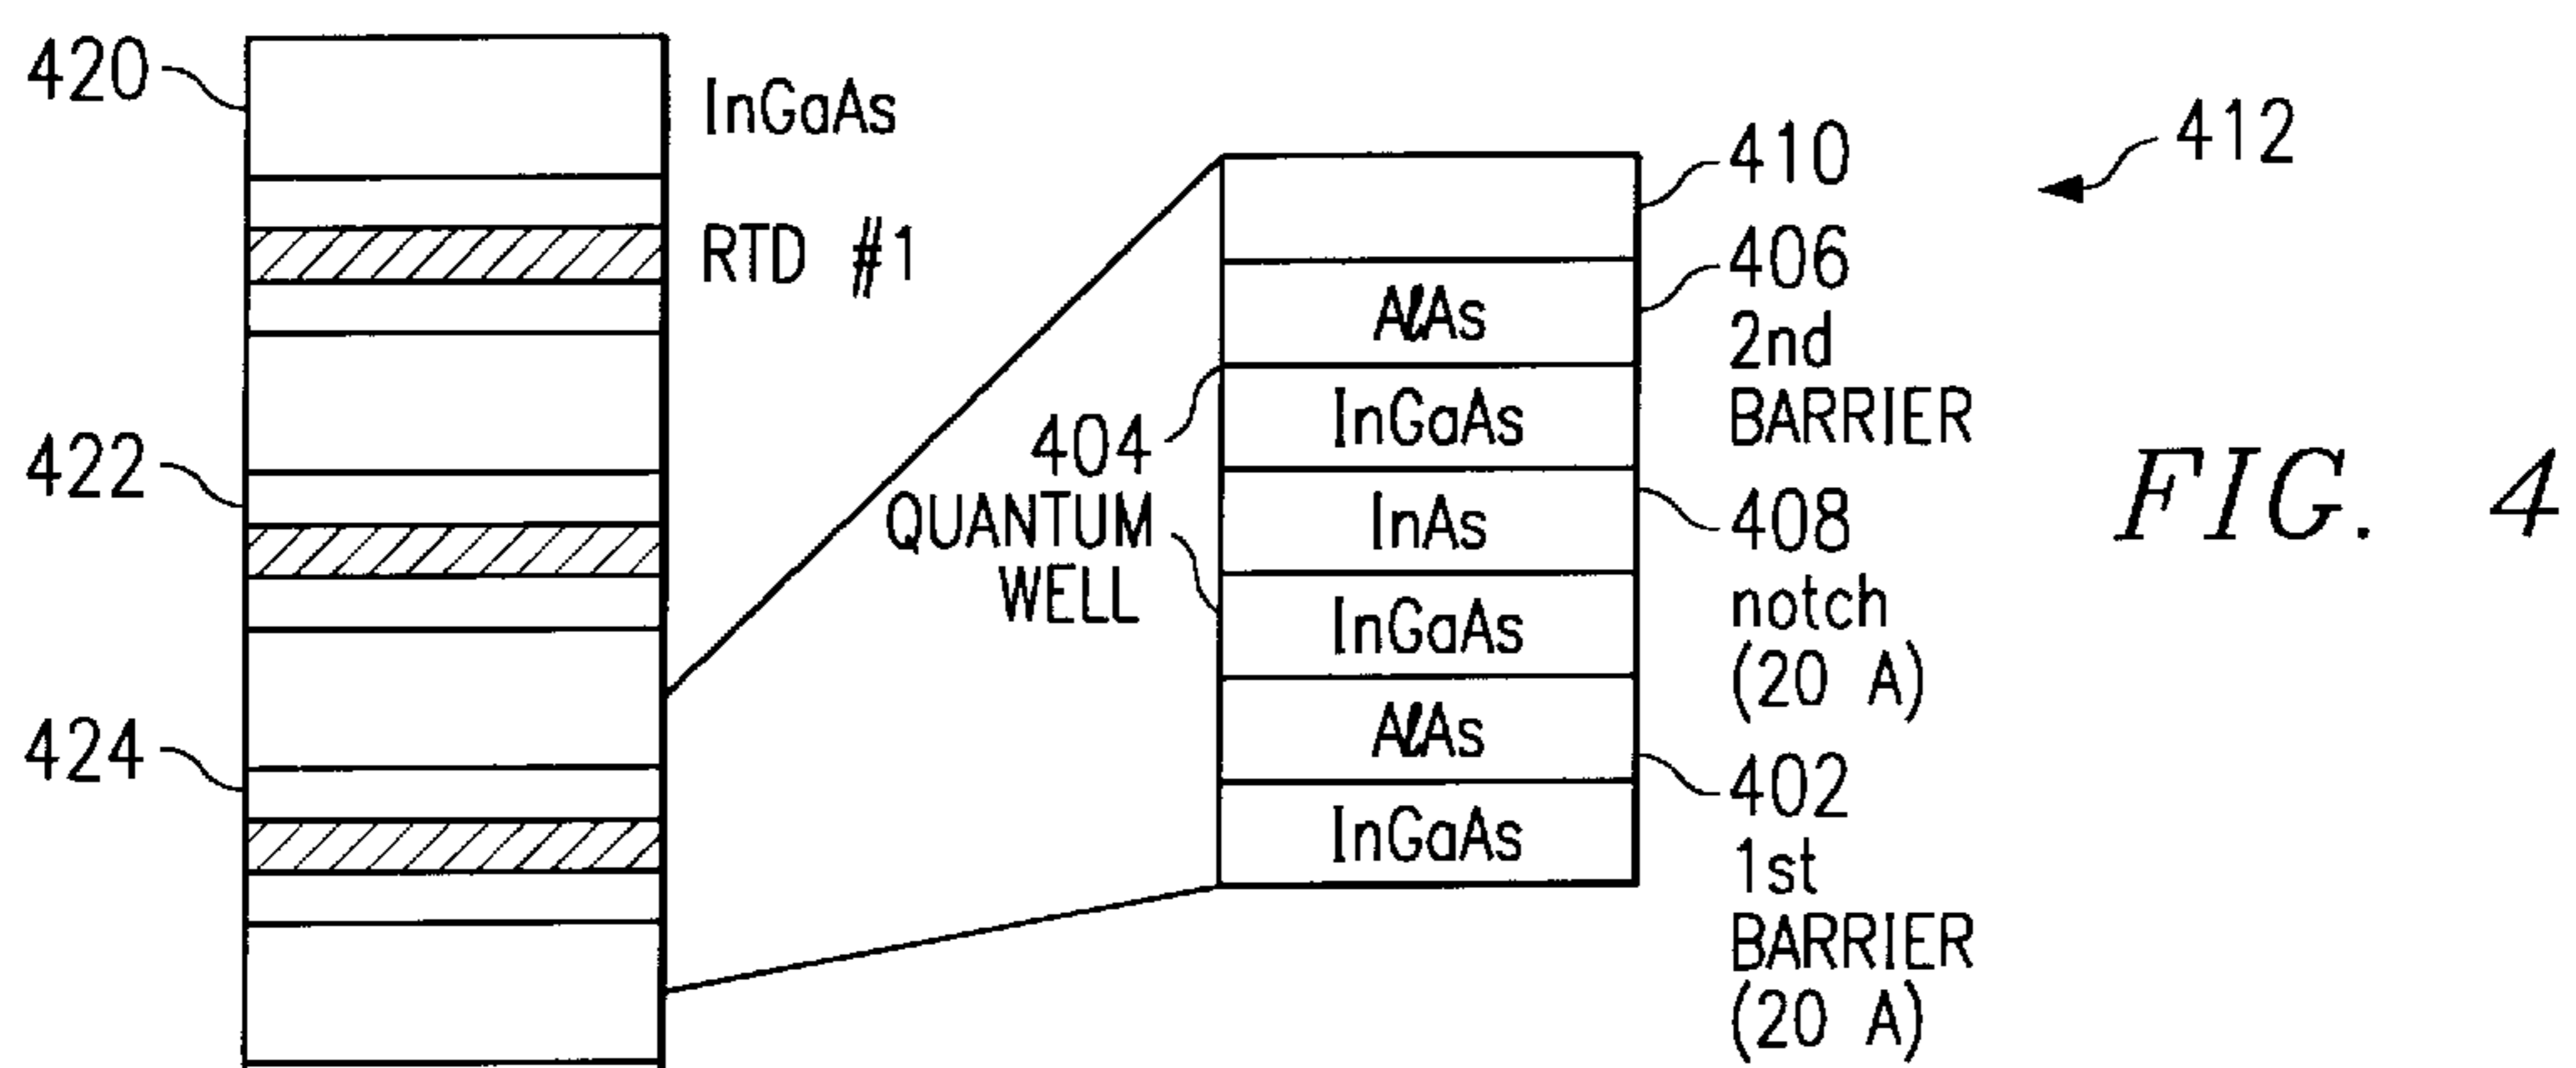 420
InGaAs
RTD #1
422
424
410
412
406
2nd
BARRIER
AlAs
InGaAs
InAs
InGaAs
AlAs
InGaAs
404
QUANTUM
WELL
408
notch
(20 A)
402
1st
BARRIER
(20 A)
FIG. 4